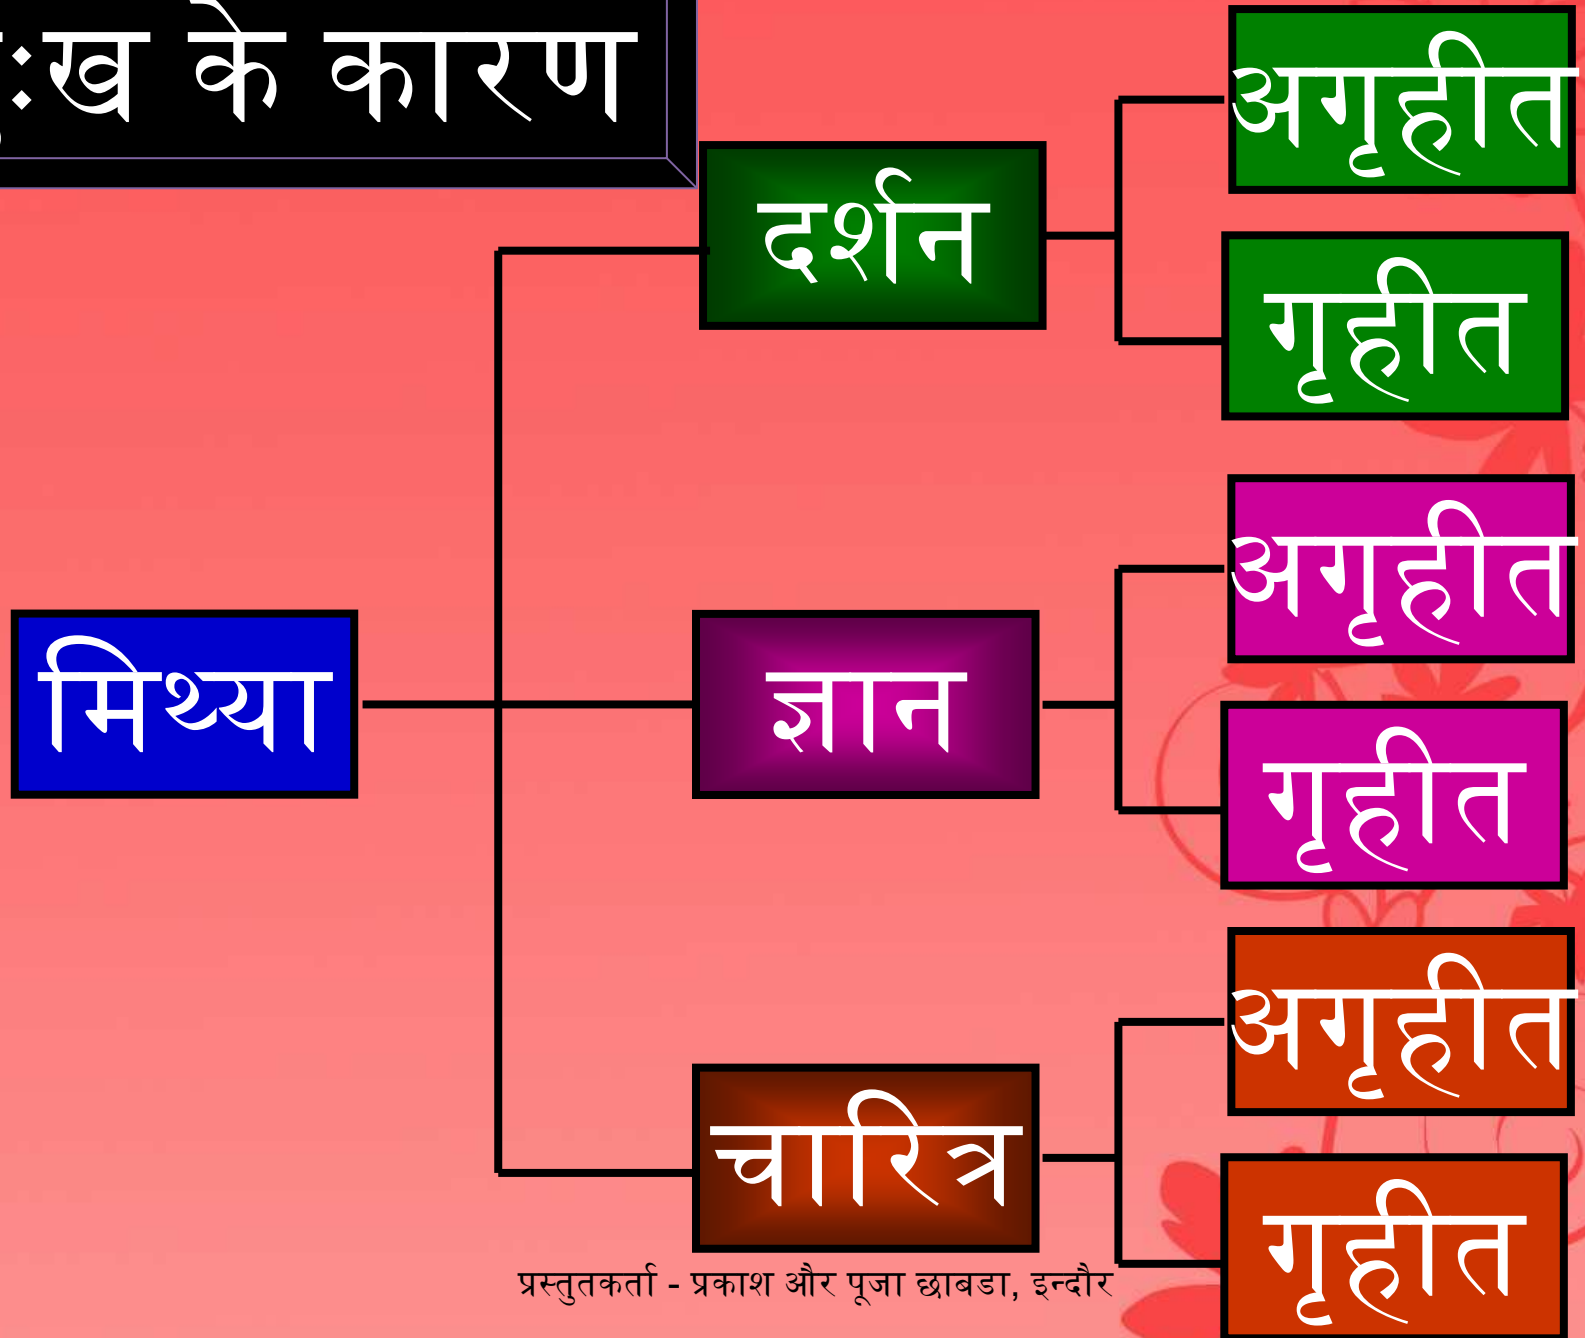 :ख के कारण
अगृहीत
दर्शन
गृहीत
अगृहीत
मिथ्या
ज्ञान
गृहीत
अगृहीत
चारित्र
गृहीत
प्रस्तुतकर्ता - प्रकाश और पूजा छाबडा, इन्दौर